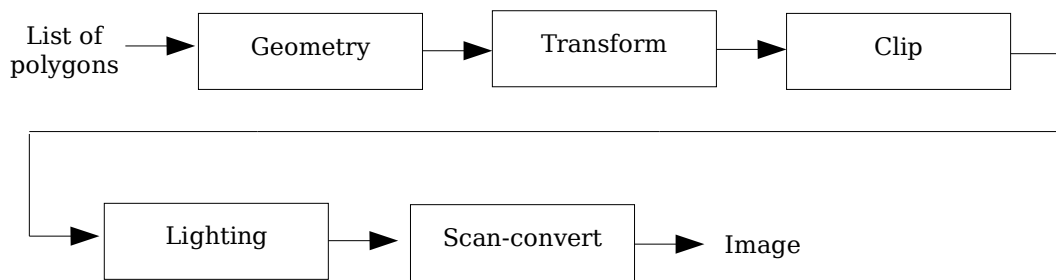 List of
polygons
Geometry
Transform
Clip
Lighting
Scan-convert
Image